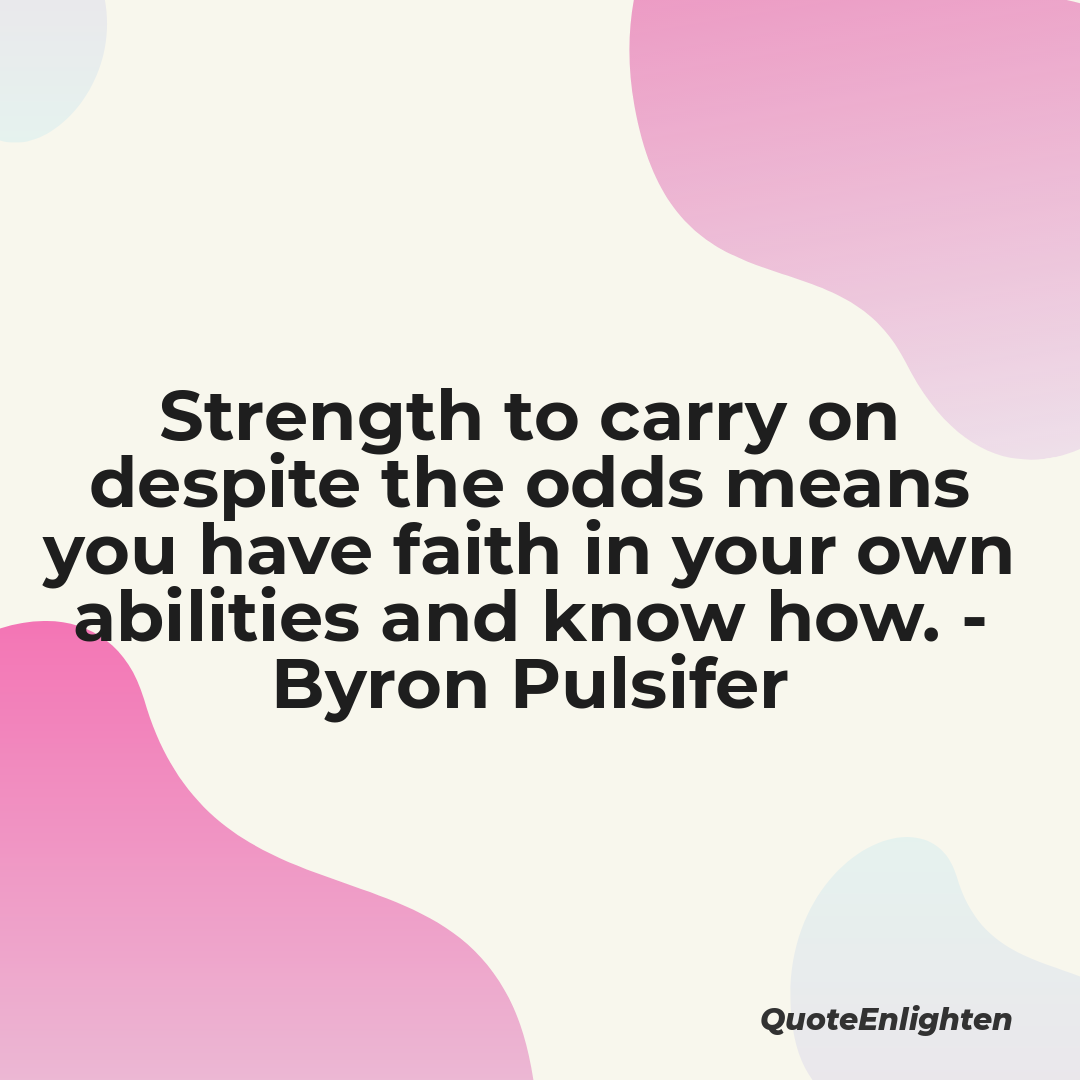 Strength to carry on
despite the odds means
you have faith in your own
abilities and know how. -
Byron Pulsifer
QuoteEnlighten